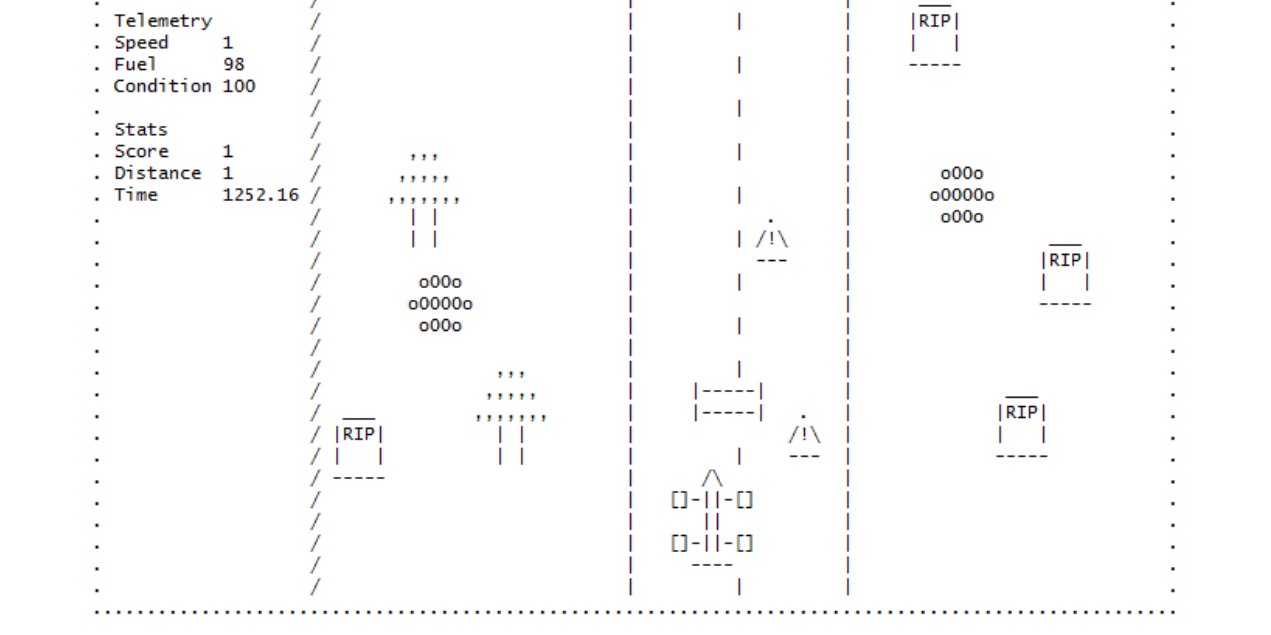 Telemetry
Speed 1
Fuel 98
Condition 100
Stats
Score 1
Distance 1
Time 1252.16
RIP
RIP
RIP
RIP